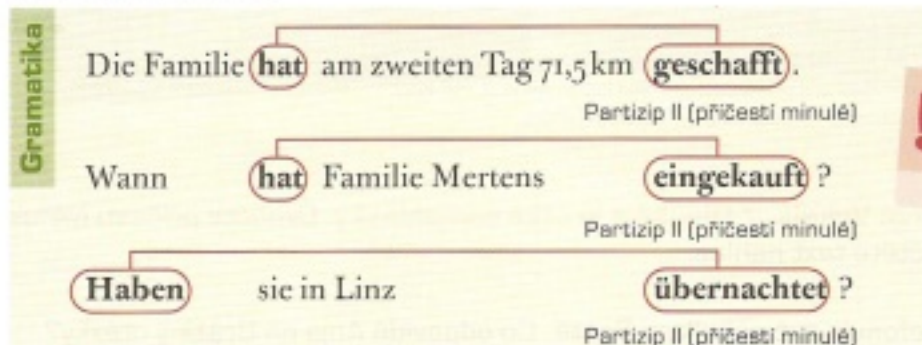 Gramatika
Die Familie hat am zweiten Tag 71,5 km geschafft.
Partizip II (příčestí minulé)
Wann hat Familie Mertens eingekauft ?
Partizip II (příčestí minulé)
Haben sie in Linz übernachtet ?
Partizip II (příčestí minulé)